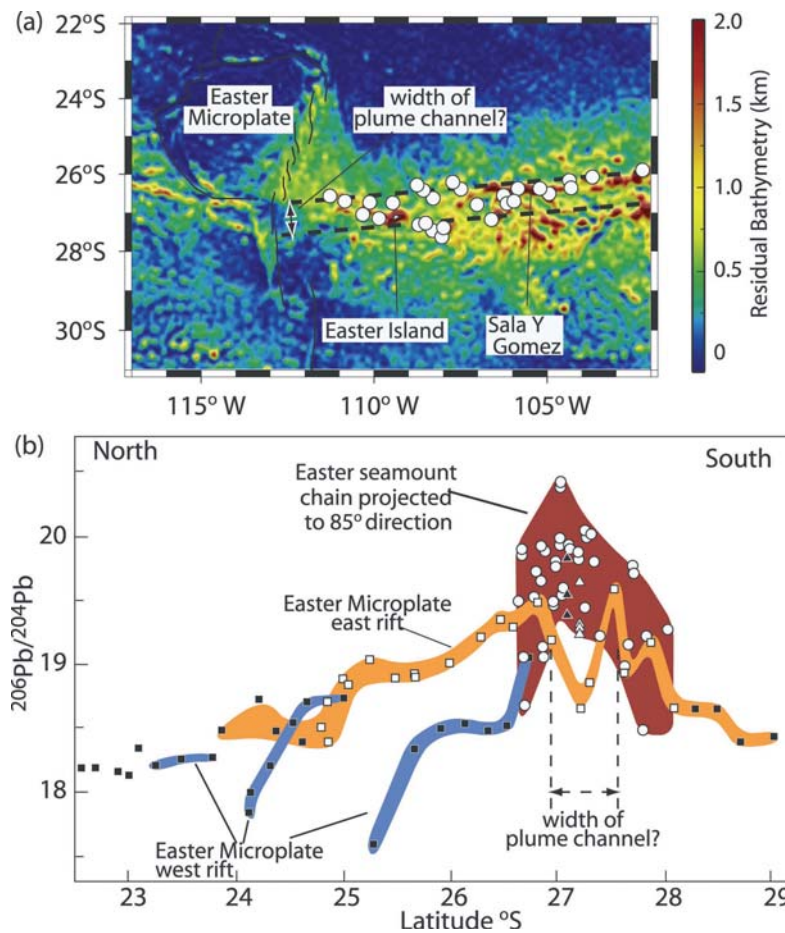 (a)
22°S
24°S
26°S
28°S
30°S
Easter
Microplate
width of
plume channel?
Easter Island
Sala Y
Gomez
115° W
110° W
105° W
2.0
1.5
1.0
0.5
0
Residual Bathymetry (km)
(b)
North
South
Easter seamount
chain projected
to 85° direction
Easter Microplate
east rift
Easter Microplate
west rift
width of
plume channel?
20
19
18
206Pb/204Pb
23
24
25
26
27
28
29
Latitude °S